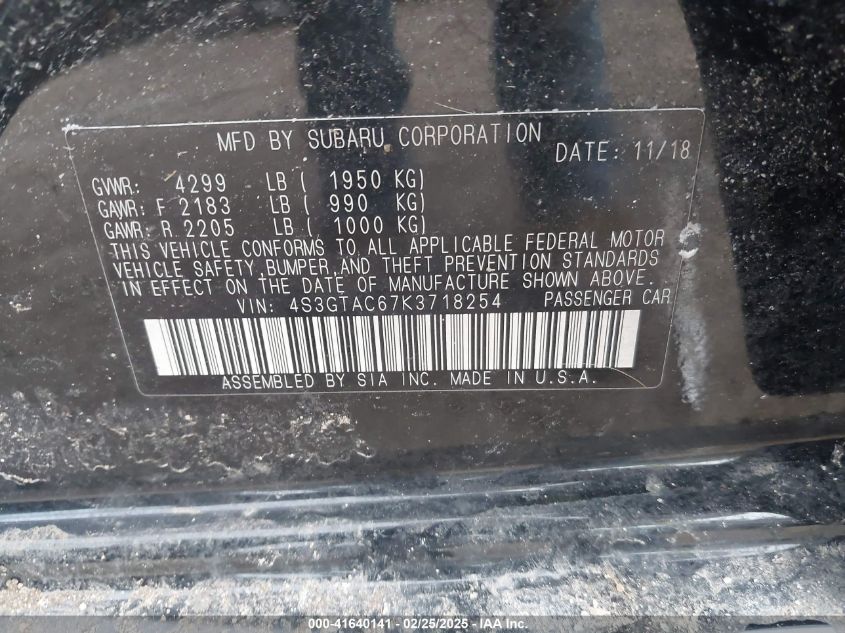 MFD BY SUBARU CORPORATION
DATE: 11/18
GVWR: 4299 LB ( 1950 KG)
GAWR: F 2183 LB ( 990 KG)
GAWR: R 2205 LB ( 1000 KG)
THIS VEHICLE CONFORMS TO ALL APPLICABLE FEDERAL MOTOR
VEHICLE SAFETY,BUMPER,AND THEFT PREVENTION STANDARDS
IN EFFECT ON THE DATE OF MANUFACTURE SHOWN ABOVE.
VIN: 4S3GTAC67K3718254 PASSENGER CAR
ASSEMBLED BY SIA INC. MADE IN U.S.A.
000-41640141 - 02/25/2025 - IAA Inc.